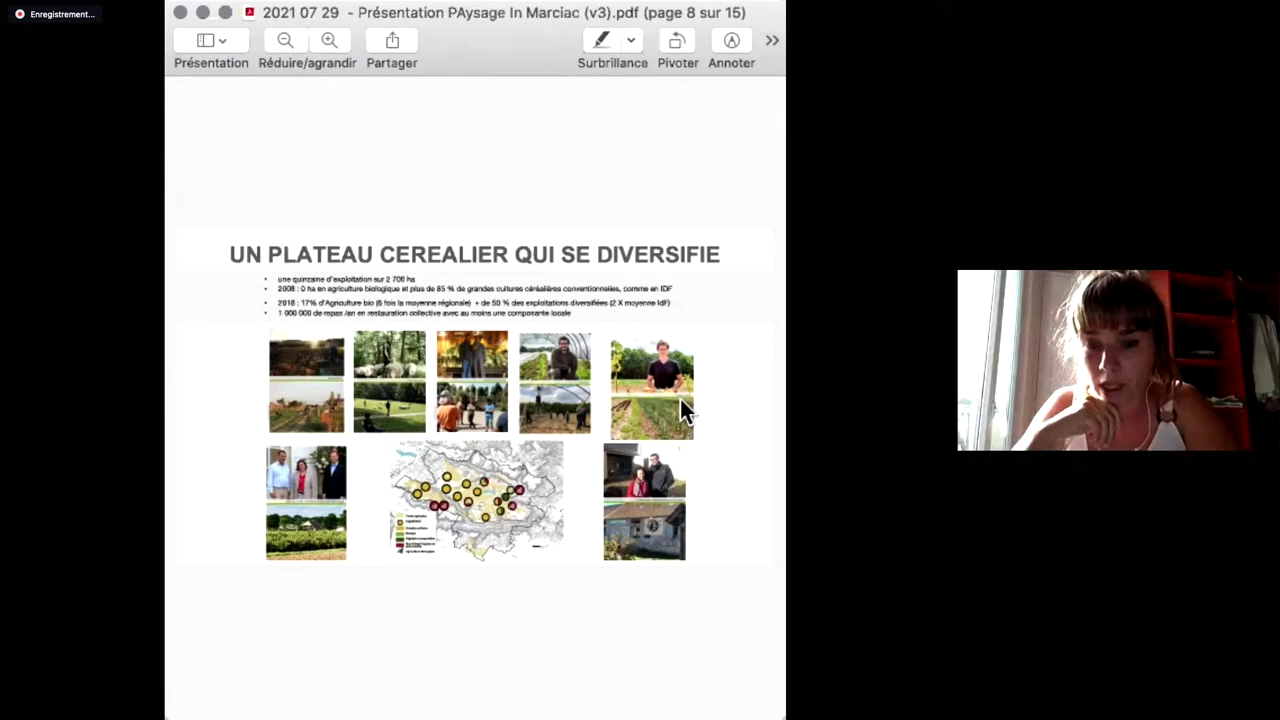 Enregistrement...
2021 07 29 - Présentation PAysage In Marciac (v3).pdf (page 8 sur 15)
Présentation Réduire/agrandir Partager Surbrillance Pivoter Annoter
UN PLATEAU CEREALIER QUI SE DIVERSIFIE
• une quinzaine d'exploitation sur 2 700 ha
• 2008 : 0 ha en agriculture biologique et plus de 85 % de grandes cultures céréalières conventionnelles, comme en IDF
• 2018 : 17% d'Agriculture bio (6 fois la moyenne régionale) + de 50 % des exploitations diversifiées (2 X moyenne IdF)
• 1 000 000 de repas /an en restauration collective avec au moins une composante locale